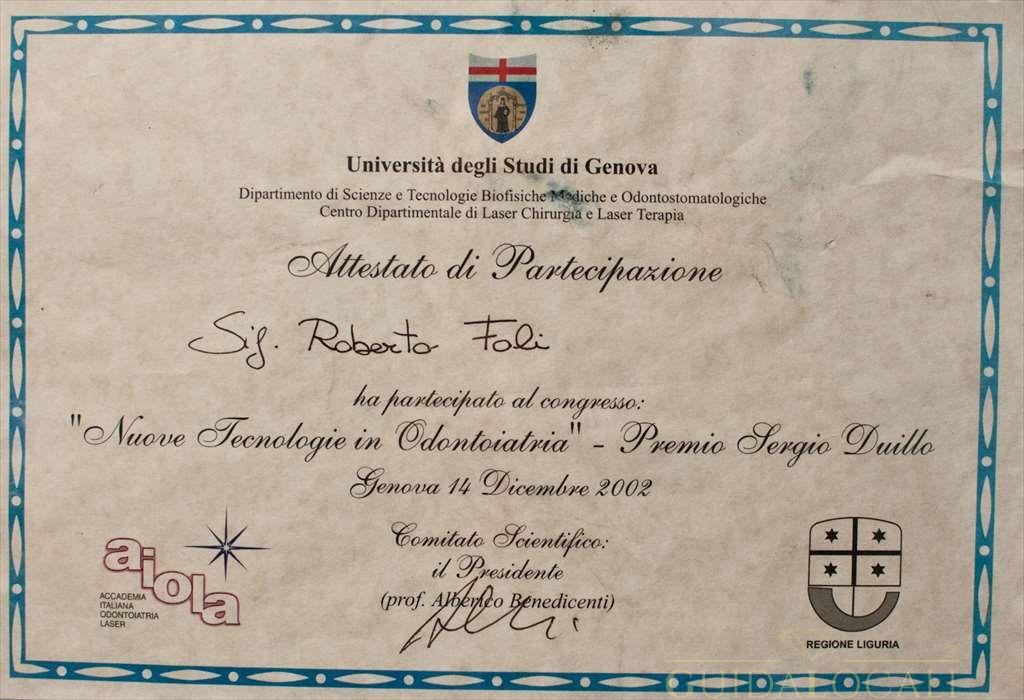 Università degli Studi di Genova
Dipartimento di Scienze e Tecnologie Biofisiche Mediche e Odontostomatologiche
Centro Dipartimentale di Laser Chirurgia e Laser Terapia
Attestato di Partecipazione
Sig. Roberto Foli
ha partecipato al congresso:
"Nuove Tecnologie in Odontoiatria" - Premio Sergio Duillo
Genova 14 Dicembre 2002
Comitato Scientifico:
il Presidente
(prof. Alberico Benedicenti)
aiola
ACCADEMIA
ITALIANA
ODONTOIATRIA
LASER
REGIONE LIGURIA
GUIDALOCALI